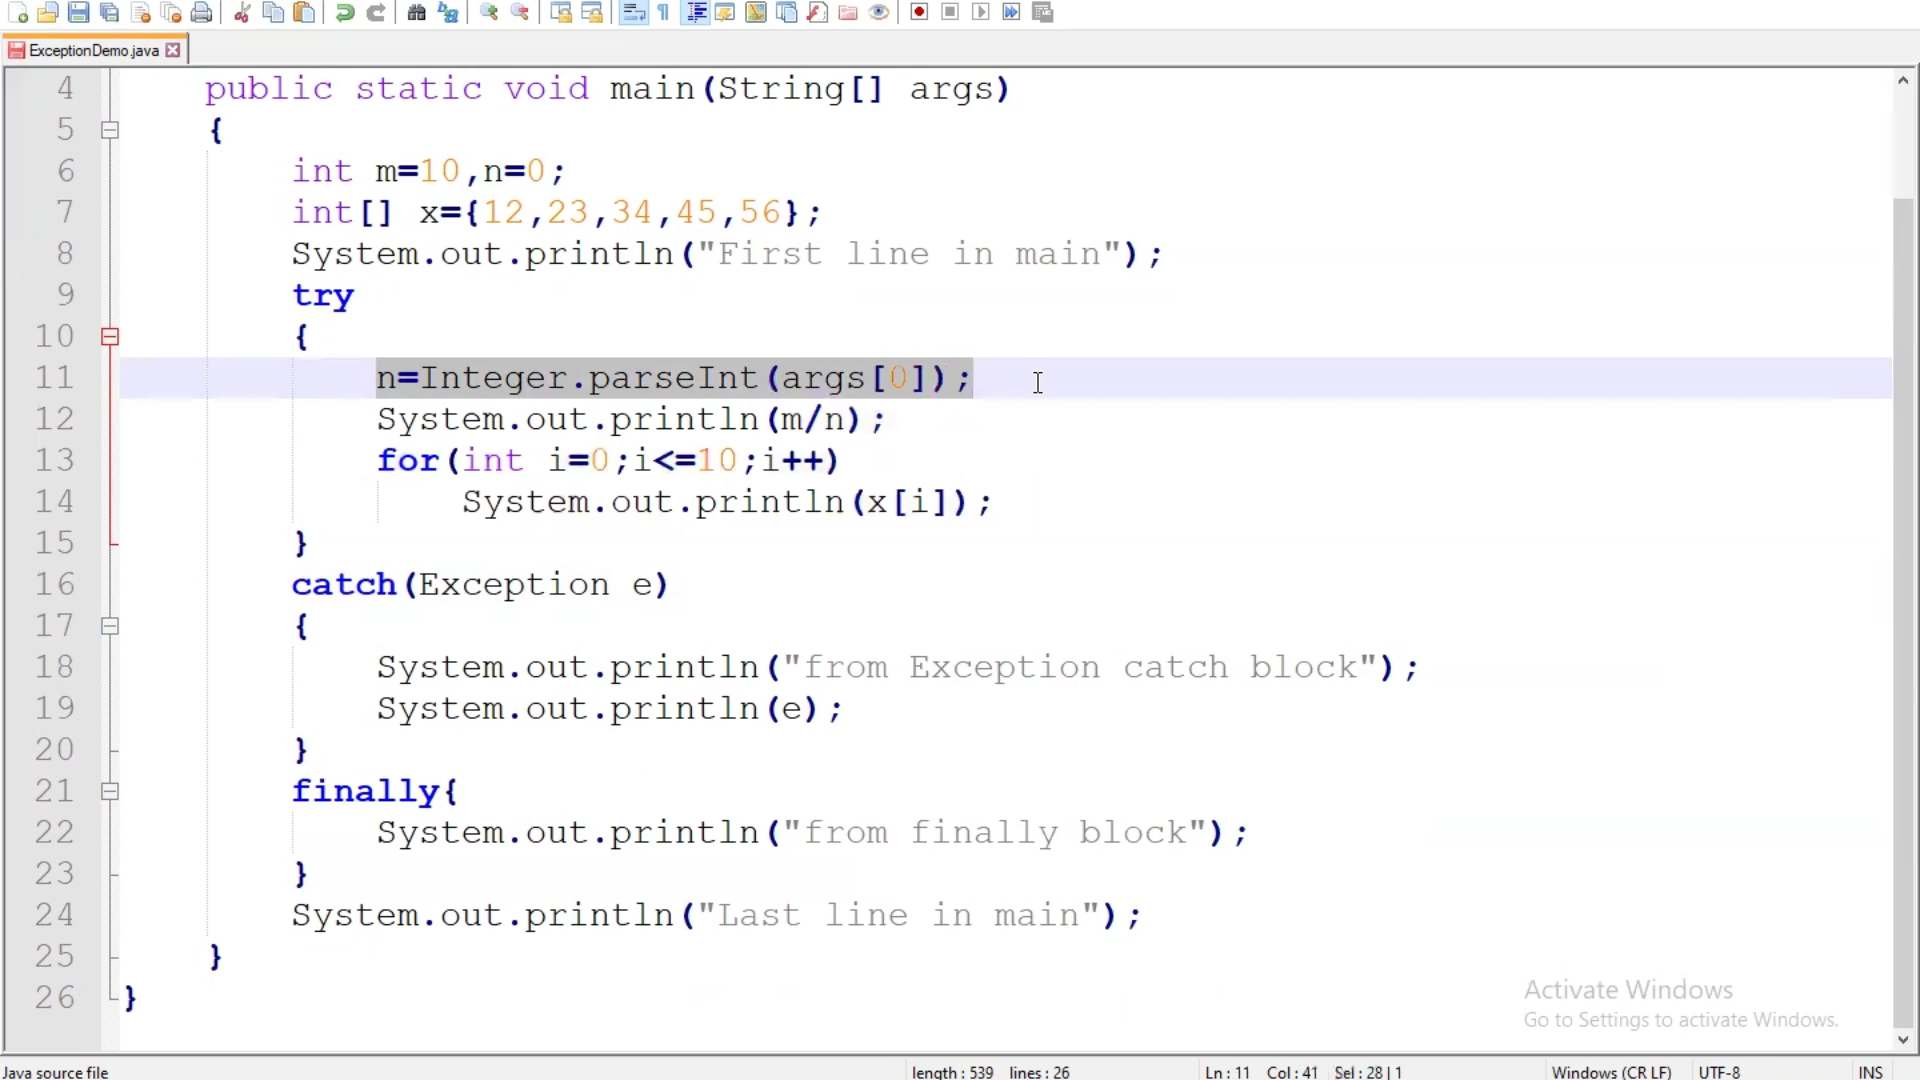 ExceptionDemo.java
4 public static void main(String[] args)
5 {
6 int m=10,n=0;
7 int[] x={12,23,34,45,56};
8 System.out.println("First line in main");
9 try
10 {
11 n=Integer.parseInt(args[0]);
12 System.out.println(m/n);
13 for(int i=0;i<=10;i++)
14 System.out.println(x[i]);
15 }
16 catch(Exception e)
17 {
18 System.out.println("from Exception catch block");
19 System.out.println(e);
20 }
21 finally{
22 System.out.println("from finally block");
23 }
24 System.out.println("Last line in main");
25 }
26 }
Activate Windows
Go to Settings to activate Windows.
Java source file length : 539 lines : 26 Ln : 11 Col : 41 Sel : 28 | 1 Windows (CR LF) UTF-8 INS